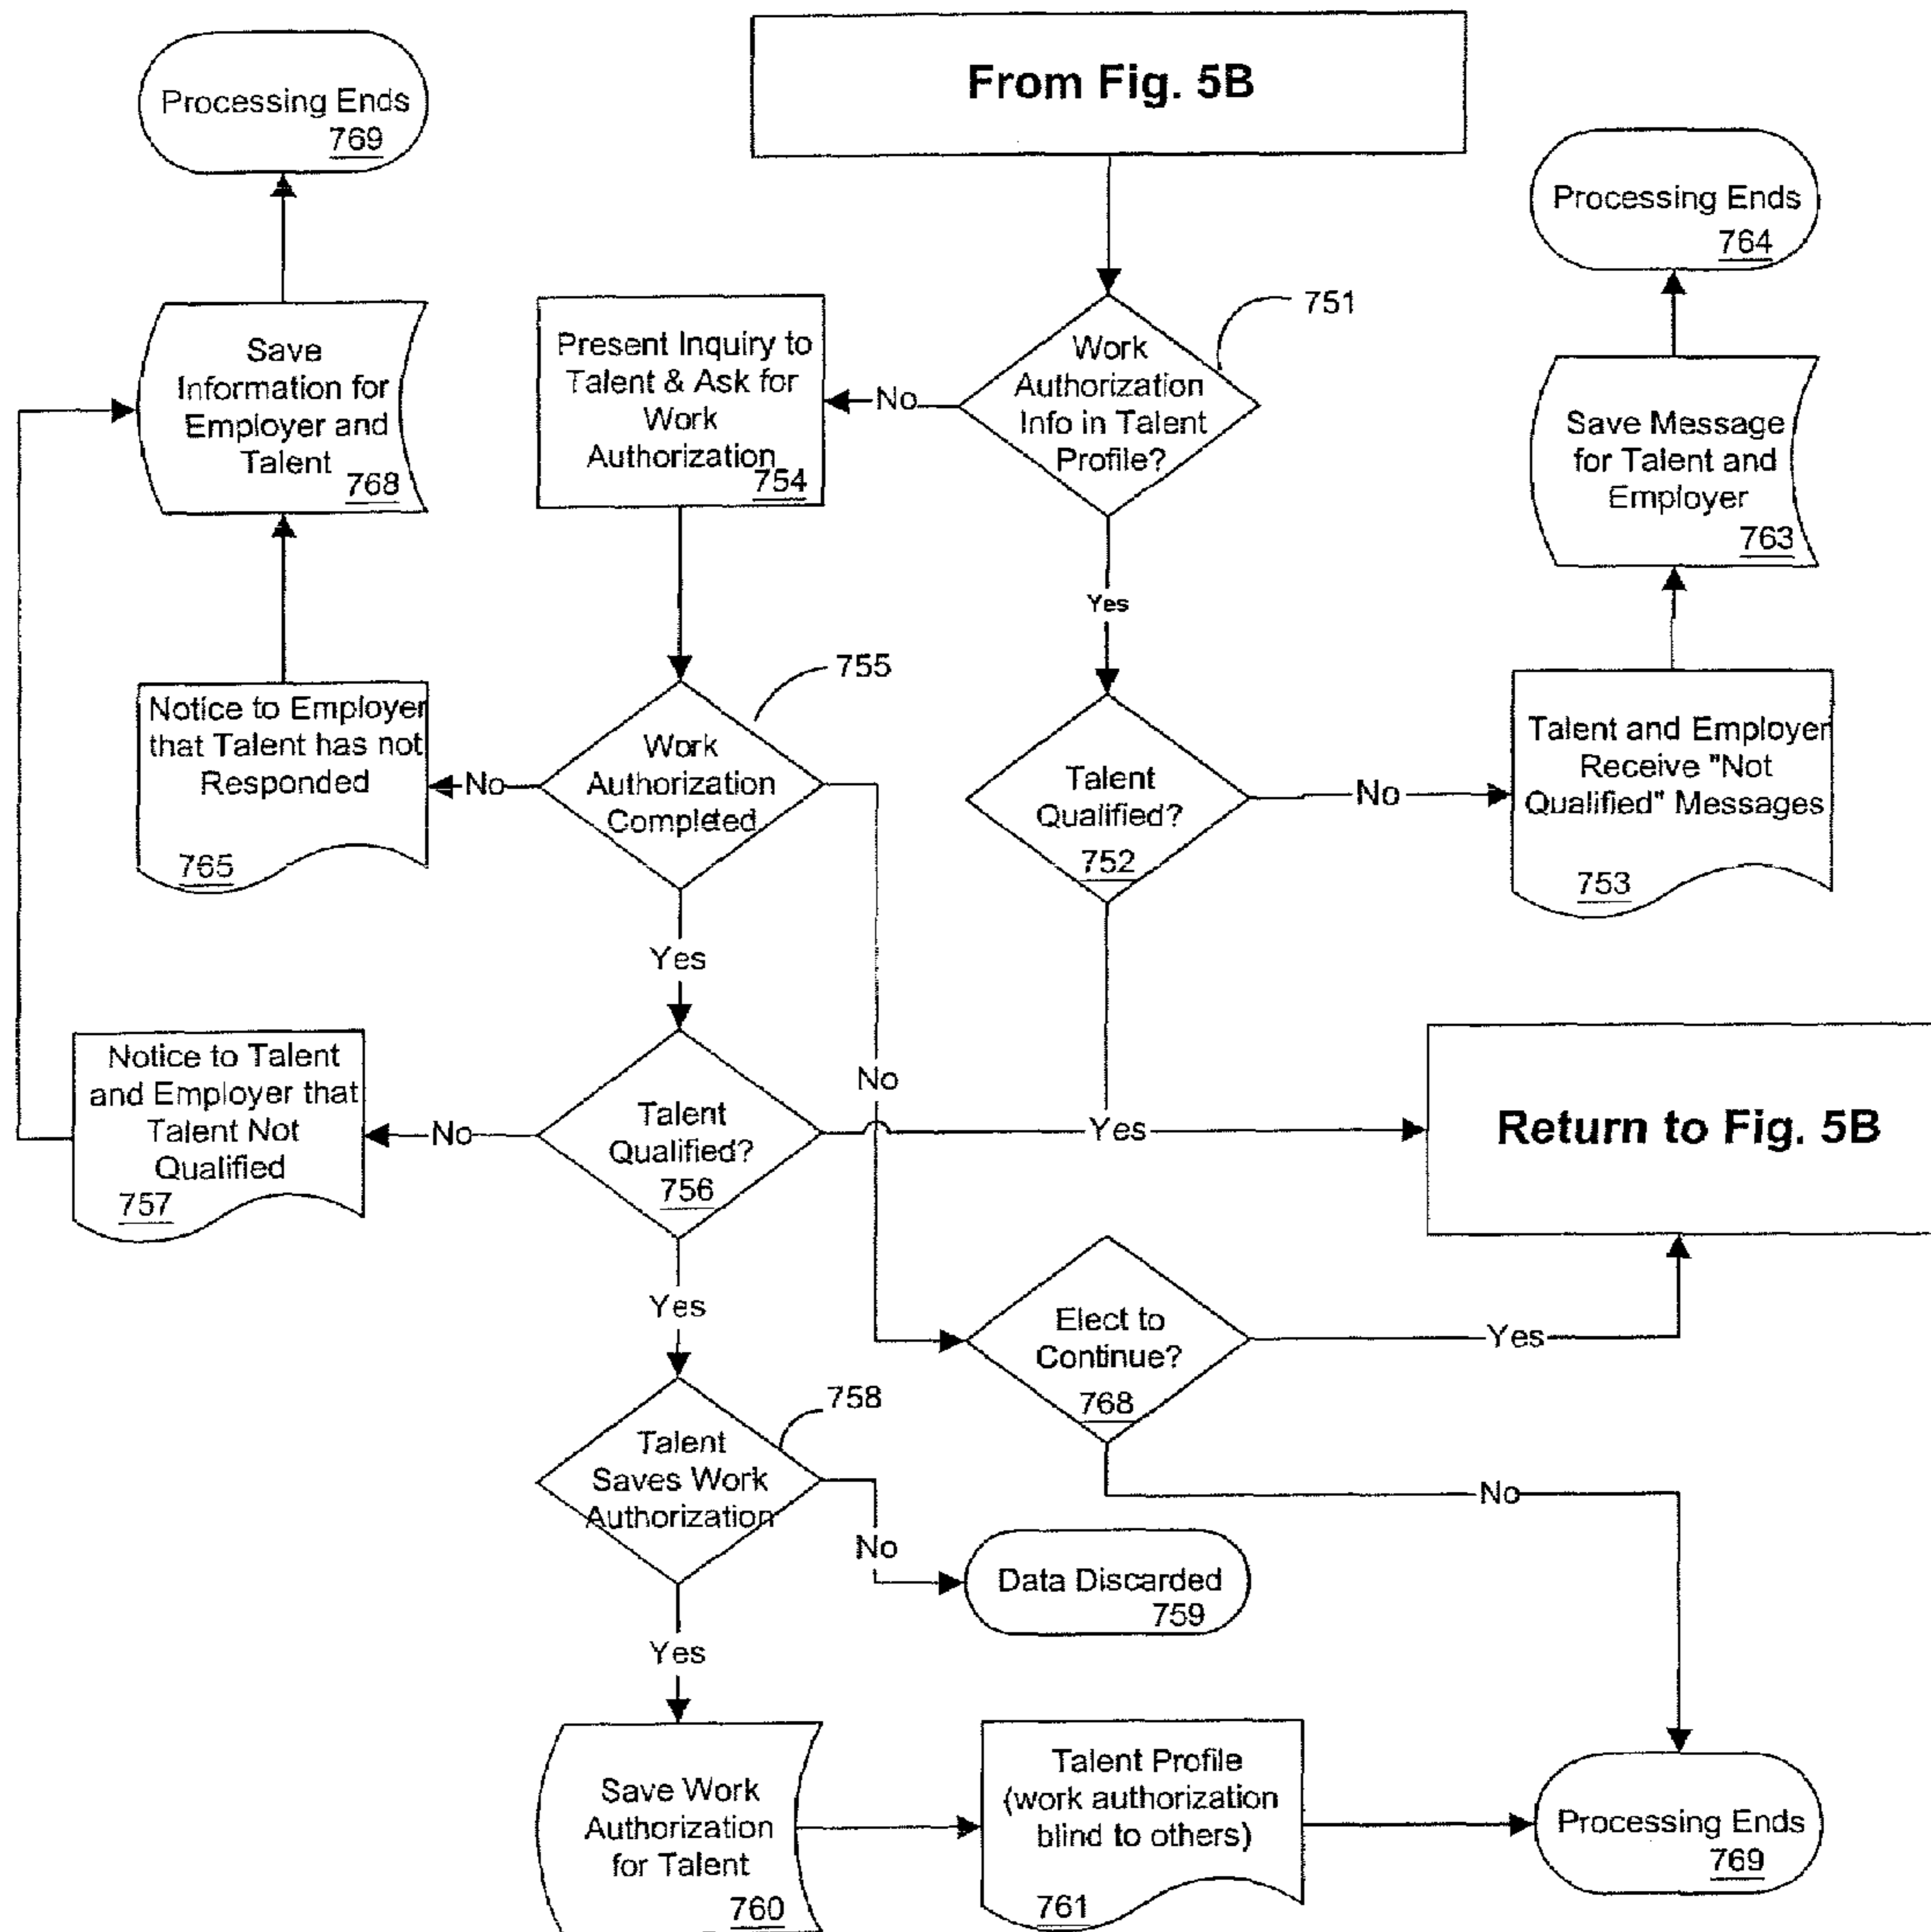 From Fig. 5B
Processing Ends
769
Processing Ends
764
751
Work
Authorization
Info in Talent
Profile?
Present Inquiry to
Talent & Ask for
Work
Authorization
754
No
Save
Information for
Employer and
Talent
768
Save Message
for Talent and
Employer
763
Yes
755
Notice to Employer
that Talent has not
Responded
765
No
Work
Authorization
Completed
Talent
Qualified?
752
No
Talent and Employer
Receive "Not
Qualified" Messages
753
Yes
No
Notice to Talent
and Employer that
Talent Not
Qualified
757
No
Talent
Qualified?
756
Yes
Return to Fig. 5B
Yes
Elect to
Continue?
768
Yes
758
Talent
Saves Work
Authorization
No
No
Data Discarded
759
Yes
Save Work
Authorization
for Talent
760
Talent Profile
(work authorization
blind to others)
761
Processing Ends
769